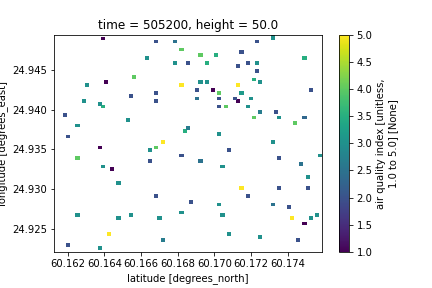 time = 505200, height = 50.0
24.945
24.940
24.935
24.930
24.925
longitude [degrees_east]
60.162 60.164 60.166 60.168 60.170 60.172 60.174
latitude [degrees_north]
5.0
4.5
4.0
3.5
3.0
2.5
2.0
1.5
1.0
air quality index [unitless,
1.0 to 5.0] [None]